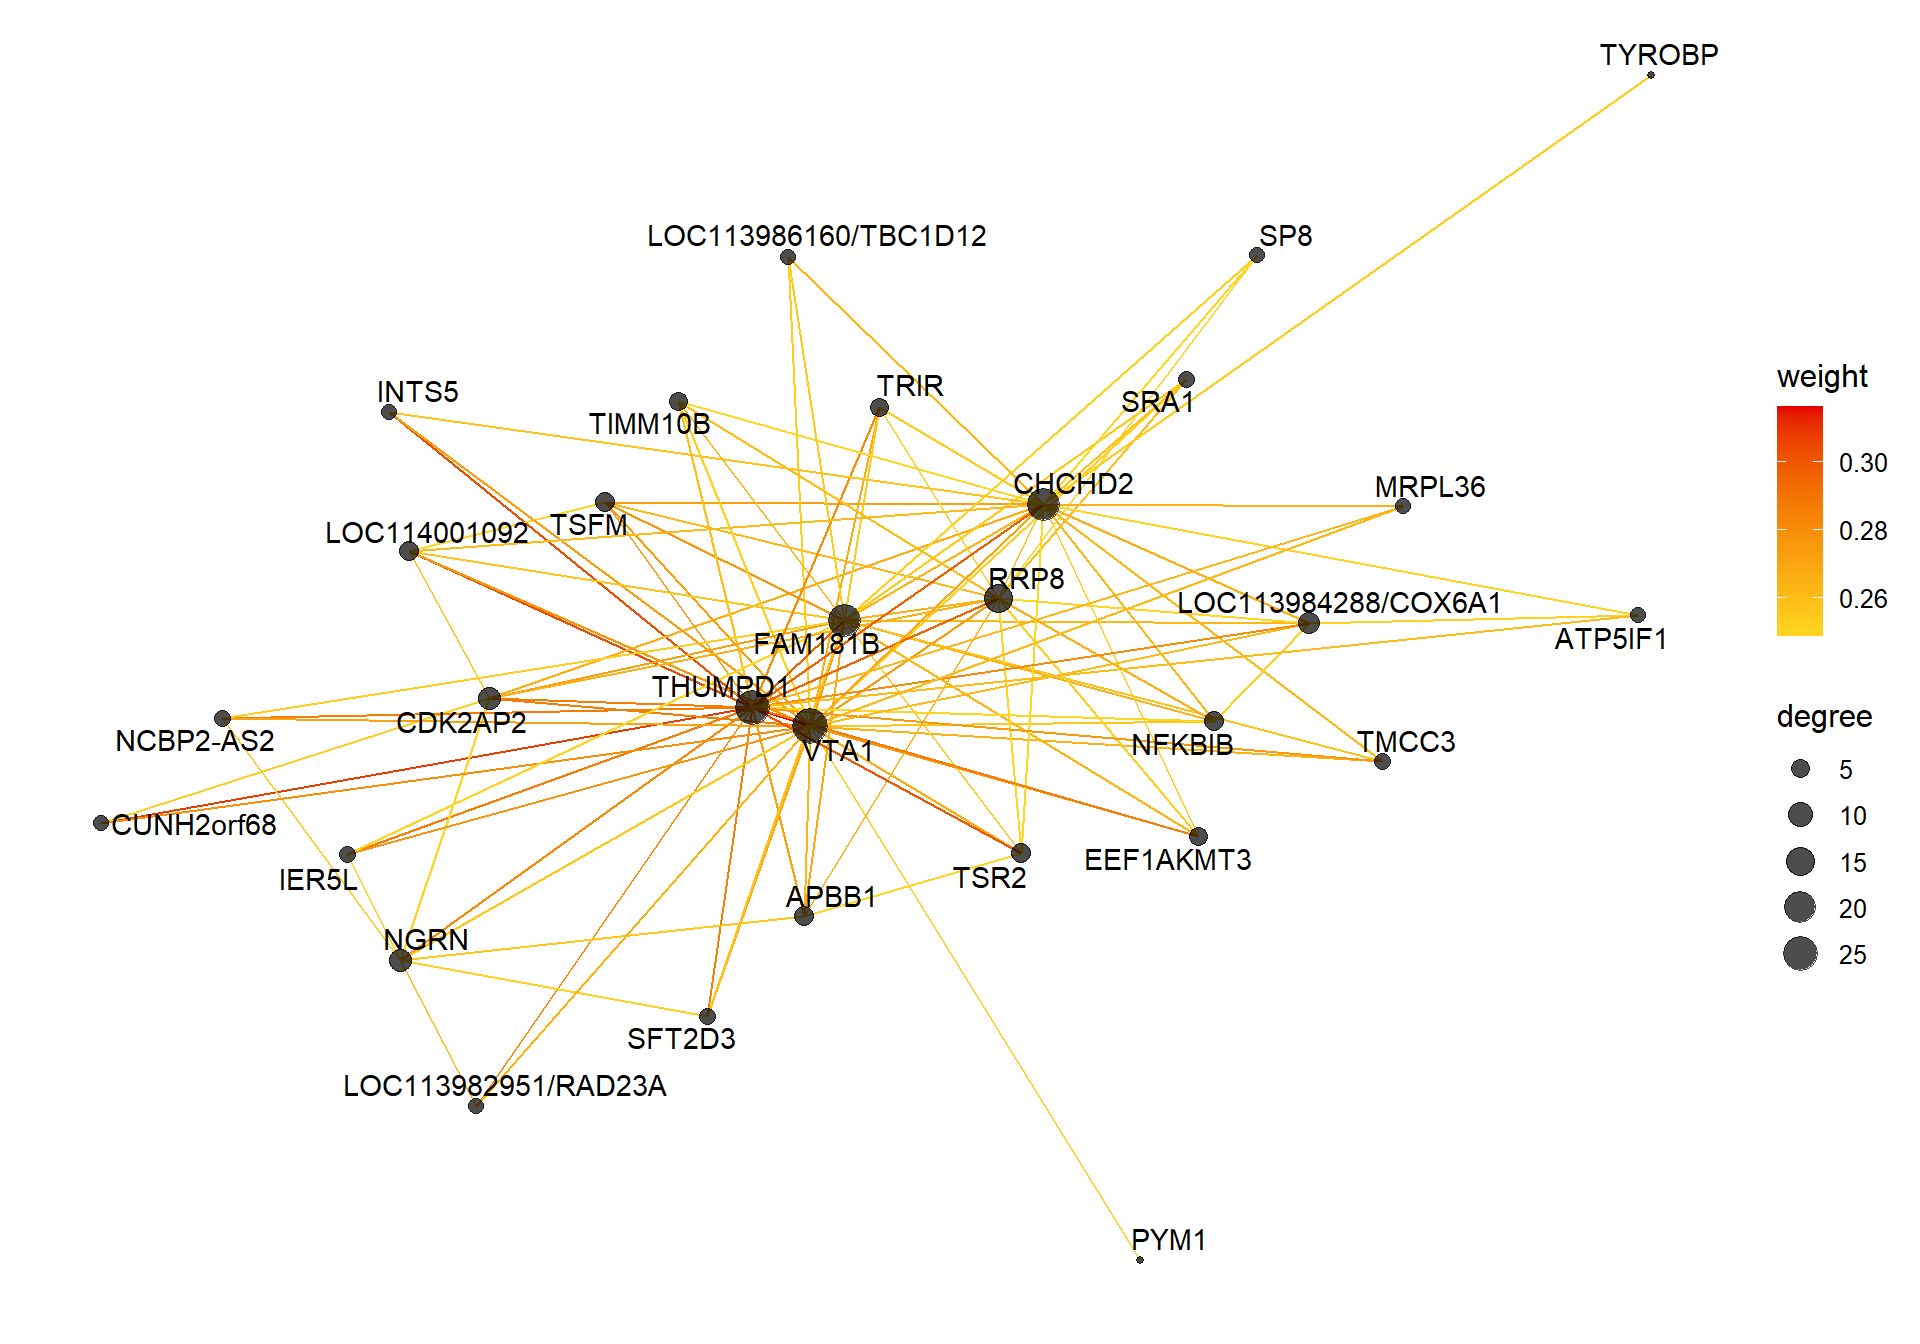 TYROBP
LOC113986160/TBC1D12
SP8
INTS5
TRIR
TIMM10B
SRA1
CHCHD2
MRPL36
TSFM
LOC114001092
RRP8
LOC113984288/COX6A1
FAM181B
ATP5IF1
THUMPD1
CDK2AP2
NCBP2-AS2
VTA1
NFKBIB
TMCC3
CUNH2orf68
IER5L
EEF1AKMT3
TSR2
APBB1
NGRN
SFT2D3
LOC113982951/RAD23A
PYM1
weight
0.30
0.28
0.26
degree
5
10
15
20
25